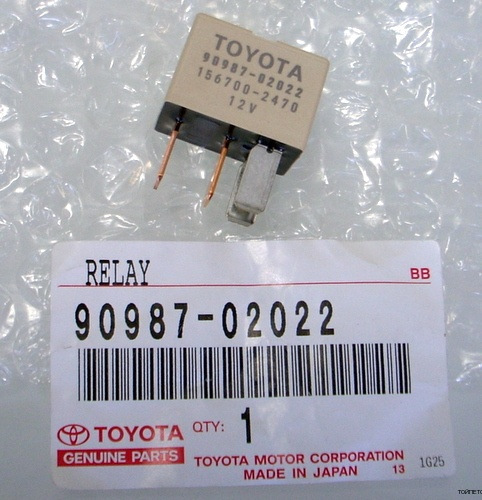 TOYOTA
90987-02022
156700-2470
12V
RELAY
BB
90987-02022
TOYOTA
QTY: 1
GENUINE PARTS
TOYOTA MOTOR CORPORATION
MADE IN JAPAN 13
1G25